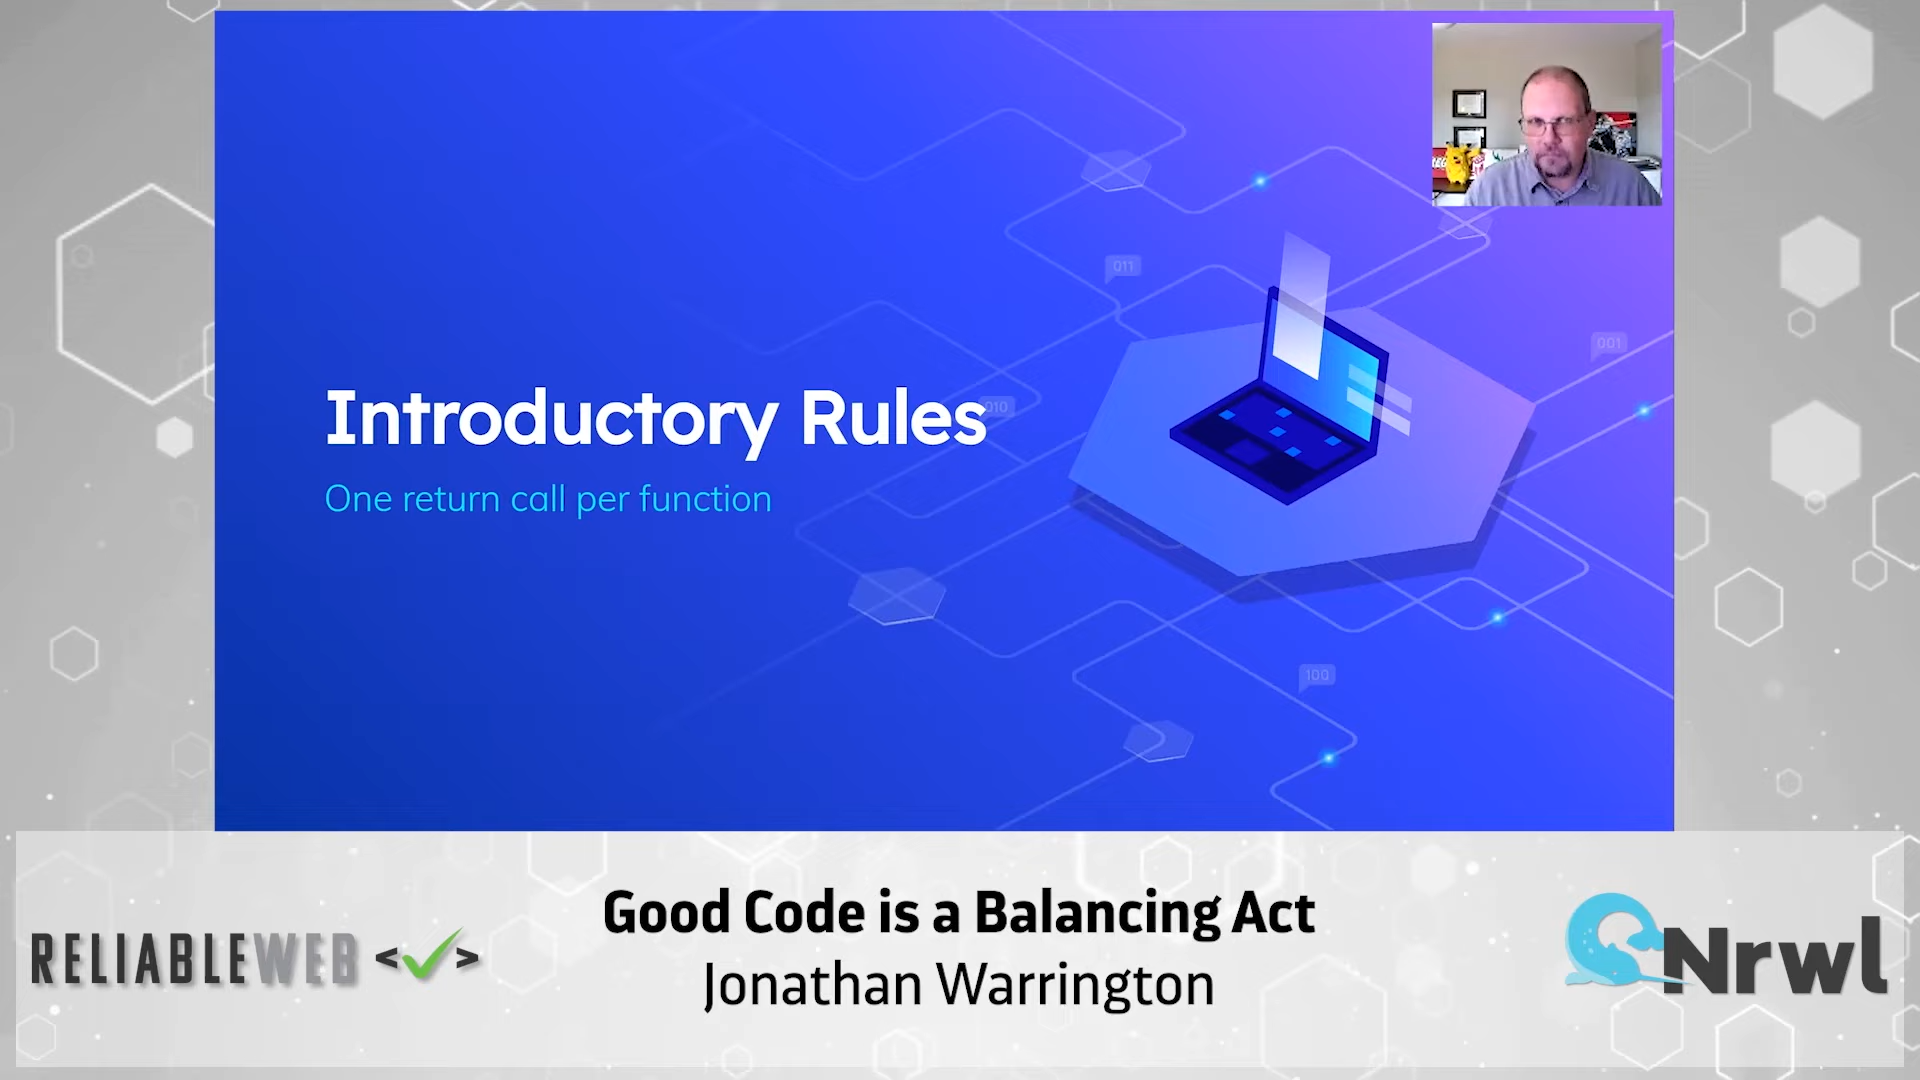 011
001
Introductory Rules
010
One return call per function
100
Good Code is a Balancing Act
RELIABLEWEB <✓>
Jonathan Warrington
Nrwl